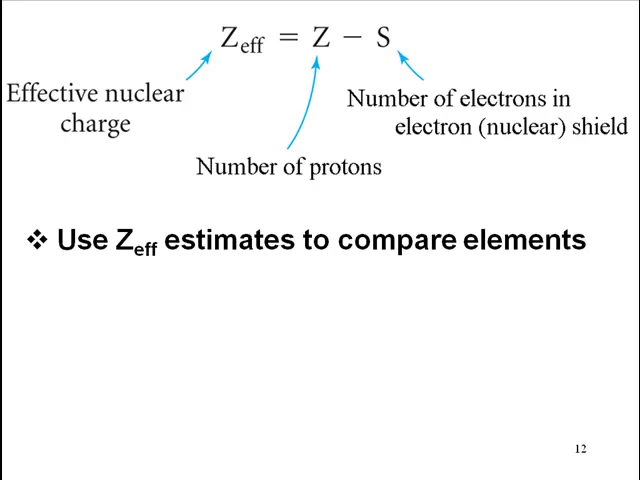 Zeff = Z − S
Effective nuclear
charge
Number of electrons in
electron (nuclear) shield
Number of protons
❖ Use Zeff estimates to compare elements
12